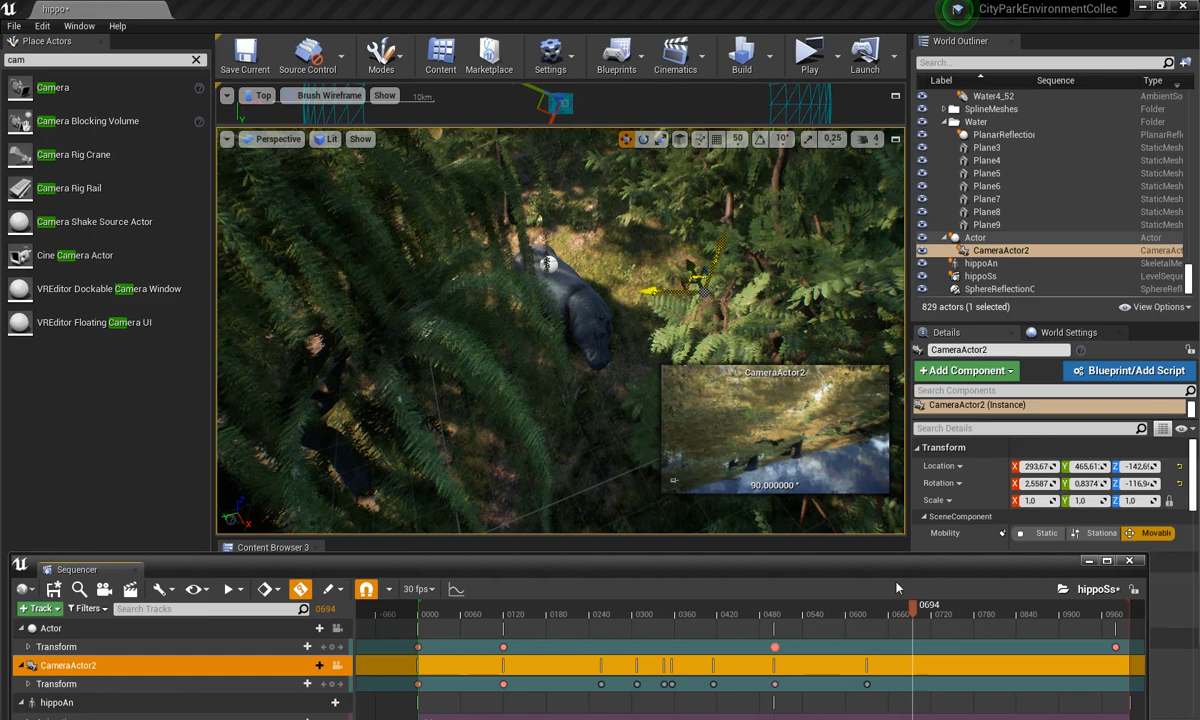 hippo*
CityParkEnvironmentCollec
File Edit Window Help
Place Actors
cam
Camera
Camera Blocking Volume
Camera Rig Crane
Camera Rig Rail
Camera Shake Source Actor
Cine Camera Actor
VREditor Dockable Camera Window
VREditor Floating Camera UI
Save Current Source Control Modes Content Marketplace Settings Blueprints Cinematics Build Play Launch
Top Brush Wireframe Show 10km
Y
Perspective Lit Show 50 10° 0,25 4
CameraActor2
90.000000 °
X
Content Browser 3
World Outliner
Search...
Label Sequence Type
Water4_52 AmbientSo
SplineMeshes Folder
Water Folder
PlanarReflection PlanarRefl
Plane3 StaticMesh
Plane4 StaticMesh
Plane5 StaticMesh
Plane6 StaticMesh
Plane7 StaticMesh
Plane8 StaticMesh
Plane9 StaticMesh
Actor Actor
CameraActor2 CameraAct
hippoAn SkeletalMe
hippoSs LevelSeque
SphereReflectionC SphereRefl
829 actors (1 selected) View Options
Details World Settings
CameraActor2
+Add Component Blueprint/Add Script
Search Components
CameraActor2 (Instance)
Search Details
Transform
Location X 293,67 Y 465,61 Z -142,6
Rotation X 2,5587 Y 0,8374 Z -116,9
Scale X 1,0 Y 1,0 Z 1,0
SceneComponent
Mobility Static Stationa Movable
Sequencer
30 fps hippoSs*
+Track Filters Search Tracks 0694
-060 0000 0060 0120 0240 0300 0360 0420 0480 0540 0600 0660 0694 0720 0780 0840 0900 0960
Actor
Transform
CameraActor2
Transform
hippoAn